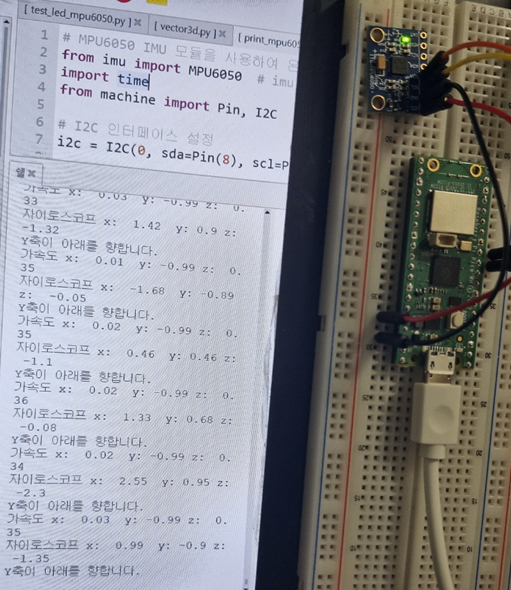 [ test_led_mpu6050.py ] ✕ [ vector3d.py ] ✕ [ print_mpu605
1 # MPU6050 IMU 모듈을 사용하여 온
2 from imu import MPU6050 # imu
3 import time
4 from machine import Pin, I2C
5
6 # I2C 인터페이스 설정
7 i2c = I2C(0, sda=Pin(8), scl=P
쉘 ✕
가속도 x: 0.03 y: -0.99 z: 0.
33
자이로스코프 x: 1.42 y: 0.9 z:
-1.32
Y축이 아래를 향합니다.
가속도 x: 0.01 y: -0.99 z: 0.
35
자이로스코프 x: -1.68 y: -0.89
z: -0.05
Y축이 아래를 향합니다.
가속도 x: 0.02 y: -0.99 z: 0.
35
자이로스코프 x: 0.46 y: 0.46 z:
-1.1
Y축이 아래를 향합니다.
가속도 x: 0.02 y: -0.99 z: 0.
36
자이로스코프 x: 1.33 y: 0.68 z:
-0.08
Y축이 아래를 향합니다.
가속도 x: 0.02 y: -0.99 z: 0.
34
자이로스코프 x: 2.55 y: 0.95 z:
-2.3
Y축이 아래를 향합니다.
가속도 x: 0.03 y: -0.99 z: 0.
35
자이로스코프 x: 0.99 y: -0.9 z:
-1.35
Y축이 아래를 향합니다.